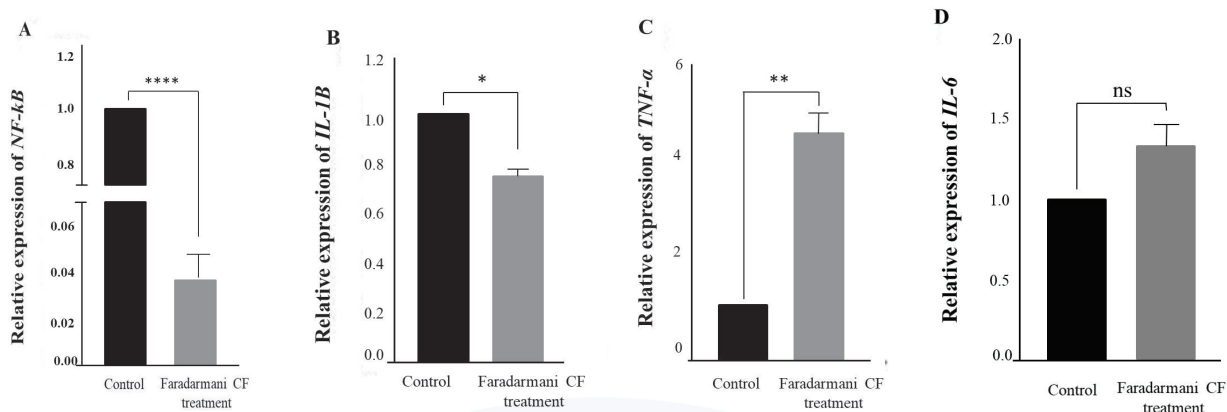 A
Relative expression of NF-kB
1.2
1.0
0.8
0.06
0.04
0.02
0.00
****
Control
Faradarmani CF
treatment
B
Relative expression of IL-1B
1.2
1.0
0.8
0.6
0.4
0.2
0.0
*
Control
Faradarmani CF
treatment
C
Relative expression of TNF-α
6
4
2
0
**
Control
Faradarmani CF
treatment
D
Relative expression of IL-6
2.0
1.5
1.0
0.5
0.0
ns
Control
Faradarmani CF
treatment